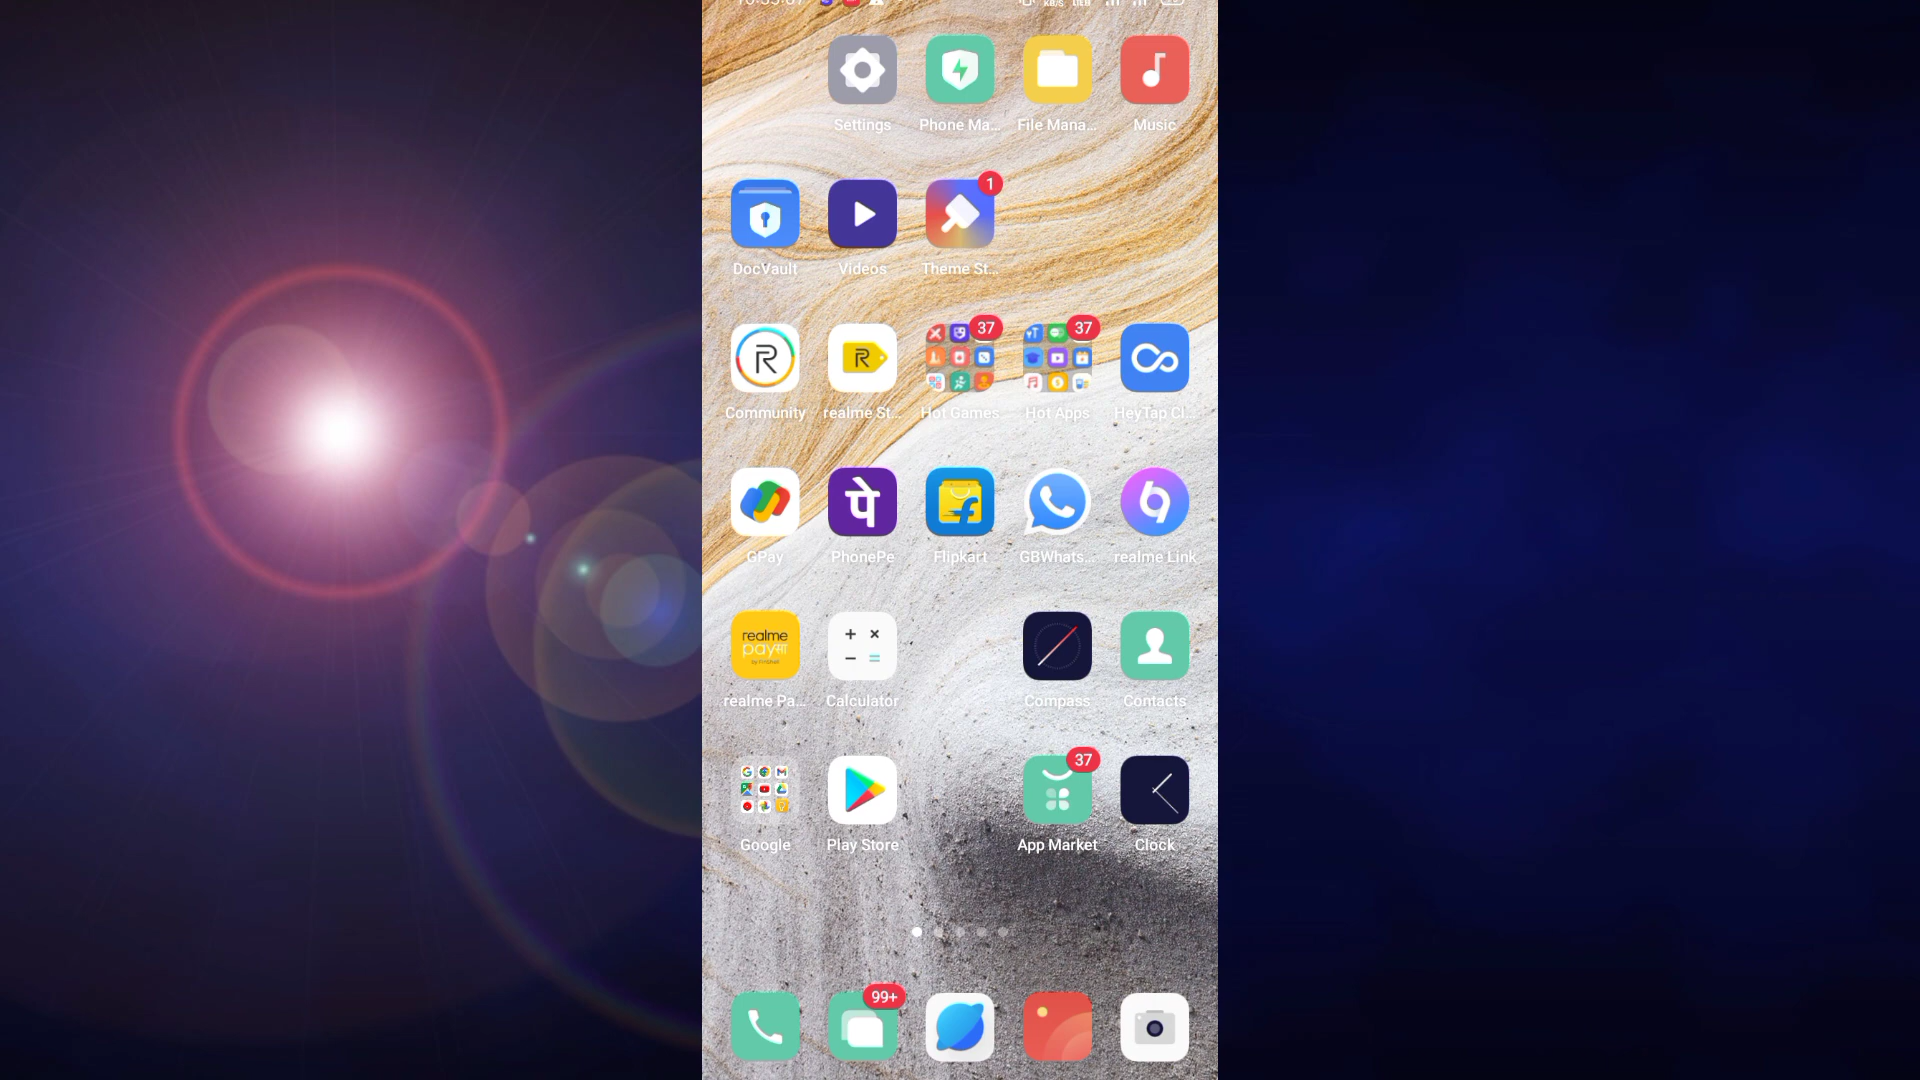 Settings
Phone Ma...
File Mana...
Music
1
DocVault
Videos
Theme St...
37
37
Community
realme St...
Hot Games
Hot Apps
HeyTap Cl...
पे
GPay
PhonePe
Flipkart
GBWhats...
realme Link
realme
payसा
realme Pa...
Calculator
Compass
Contacts
37
Google
Play Store
App Market
Clock
99+